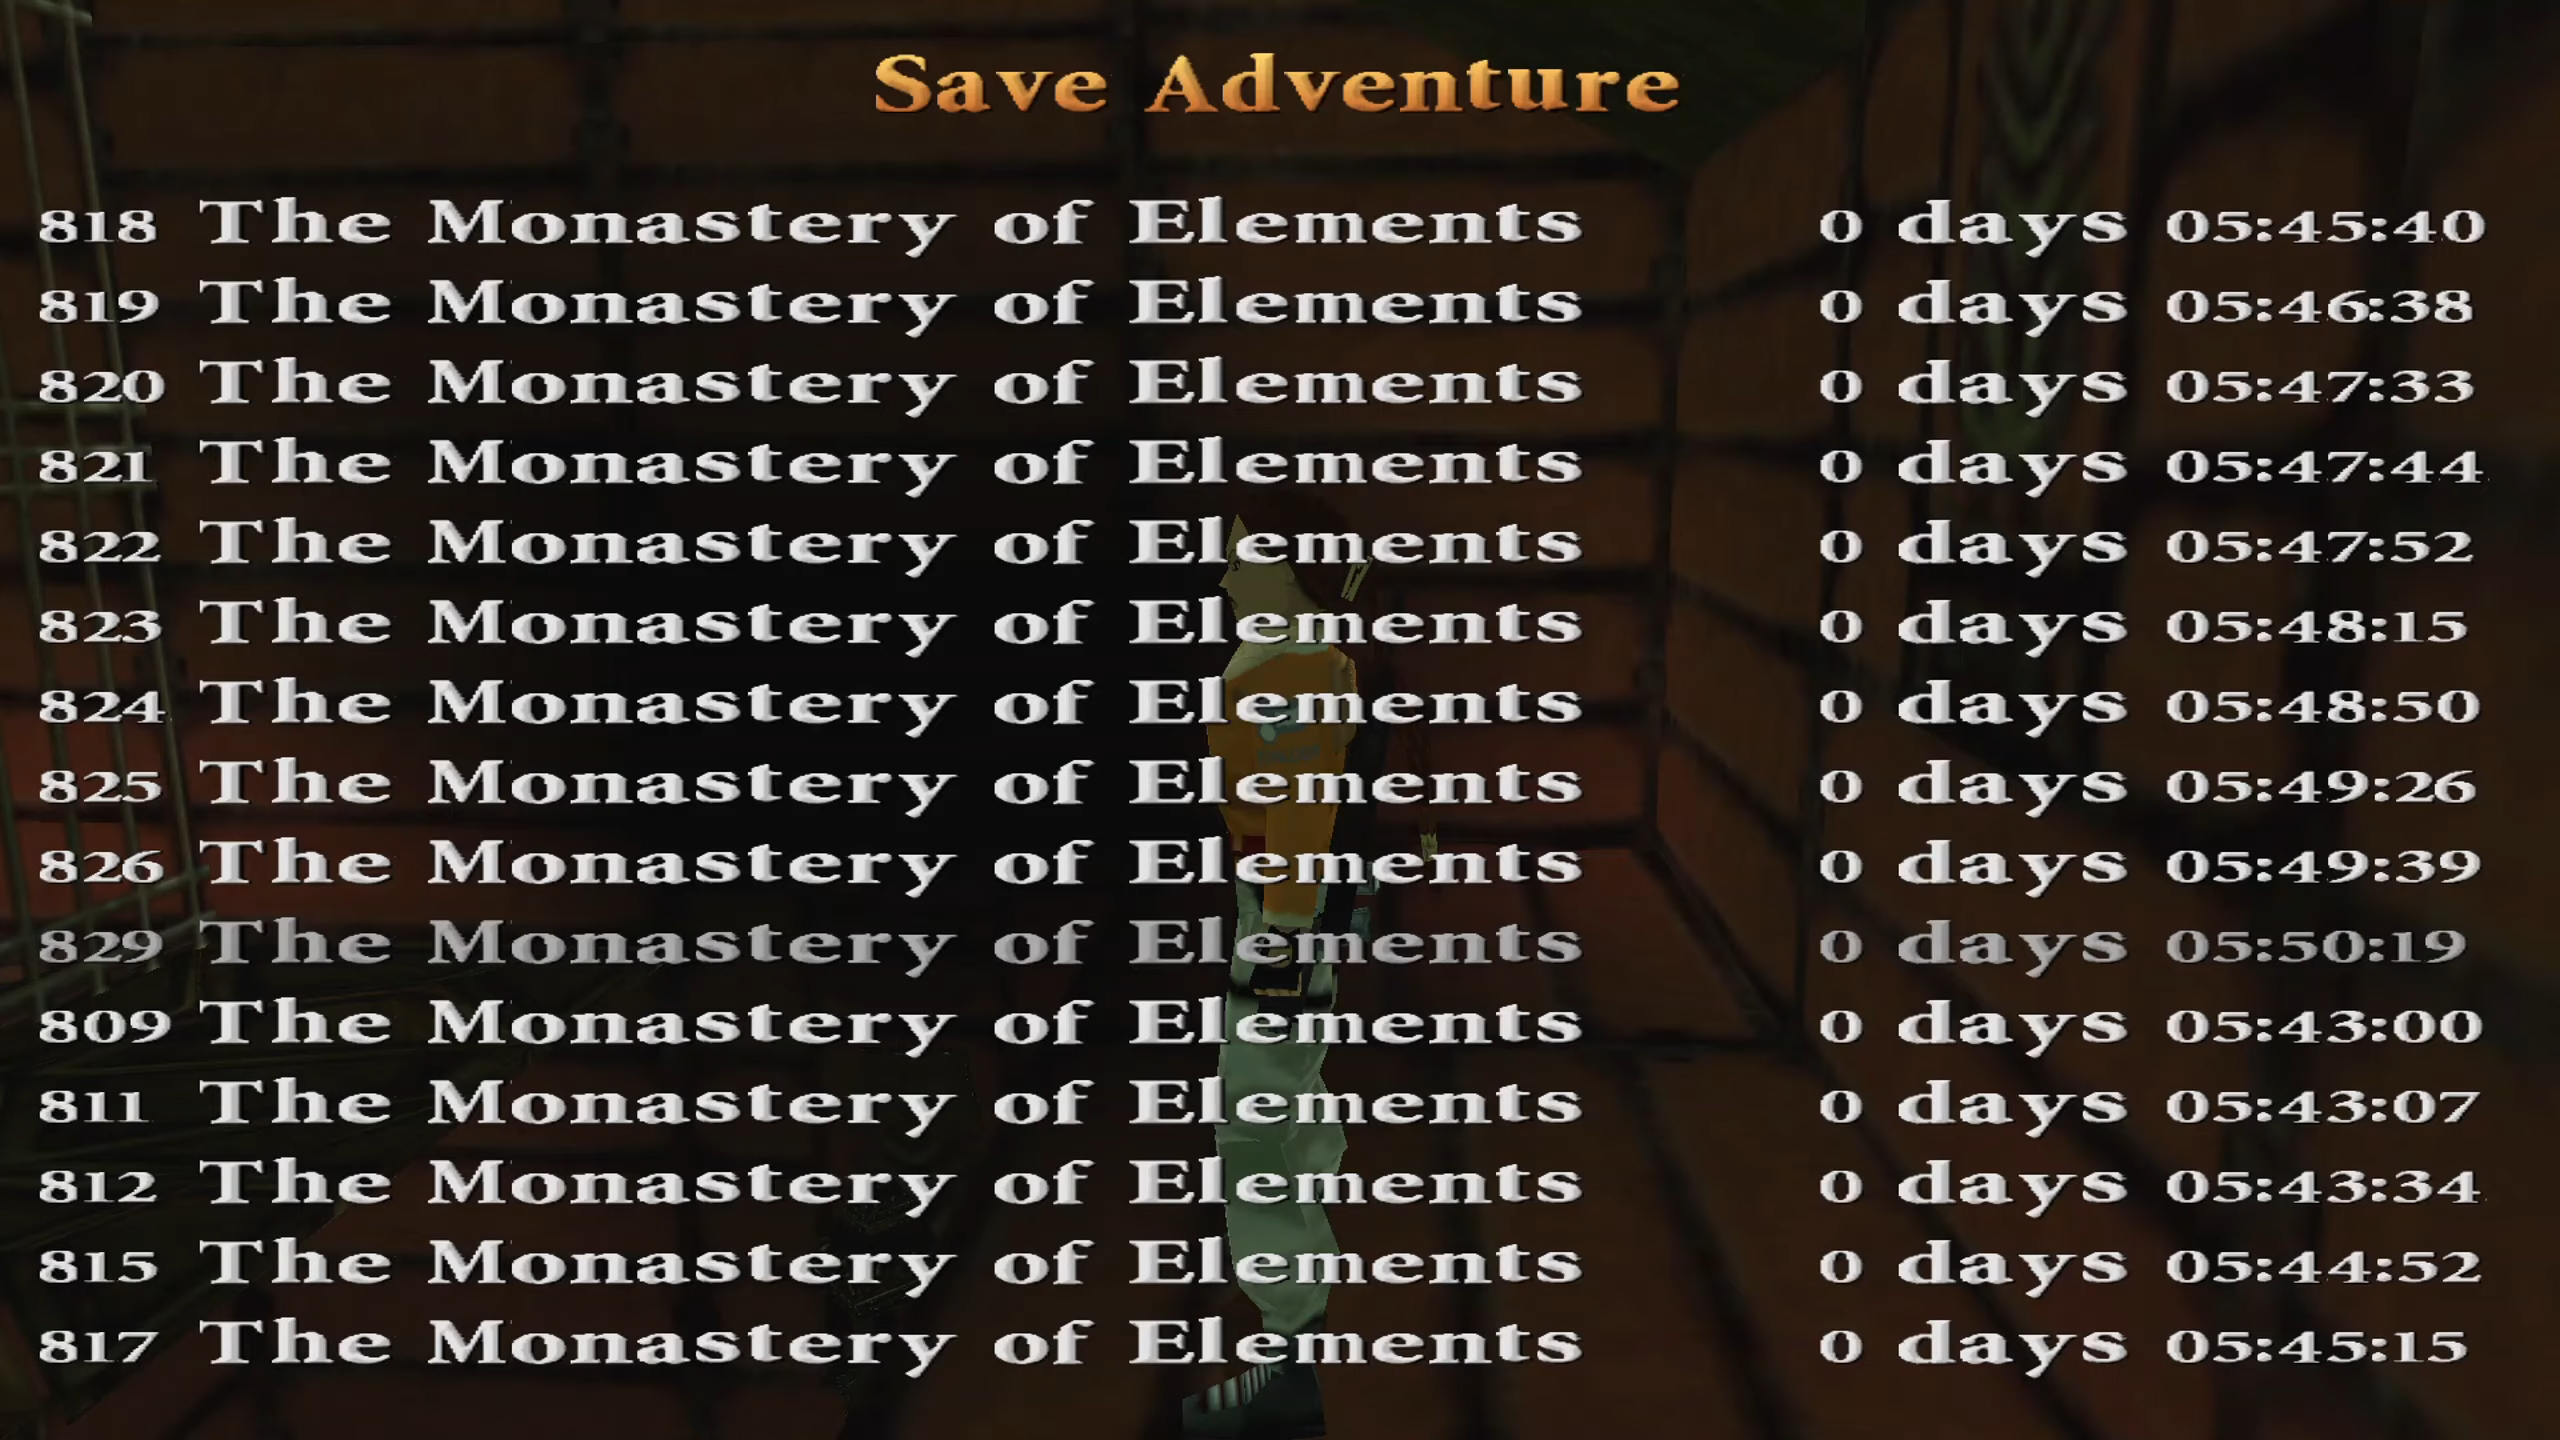 Save Adventure
818 The Monastery of Elements 0 days 05:45:40
819 The Monastery of Elements 0 days 05:46:38
820 The Monastery of Elements 0 days 05:47:33
821 The Monastery of Elements 0 days 05:47:44
822 The Monastery of Elements 0 days 05:47:52
823 The Monastery of Elements 0 days 05:48:15
824 The Monastery of Elements 0 days 05:48:50
825 The Monastery of Elements 0 days 05:49:26
826 The Monastery of Elements 0 days 05:49:39
829 The Monastery of Elements 0 days 05:50:19
809 The Monastery of Elements 0 days 05:43:00
811 The Monastery of Elements 0 days 05:43:07
812 The Monastery of Elements 0 days 05:43:34
815 The Monastery of Elements 0 days 05:44:52
817 The Monastery of Elements 0 days 05:45:15